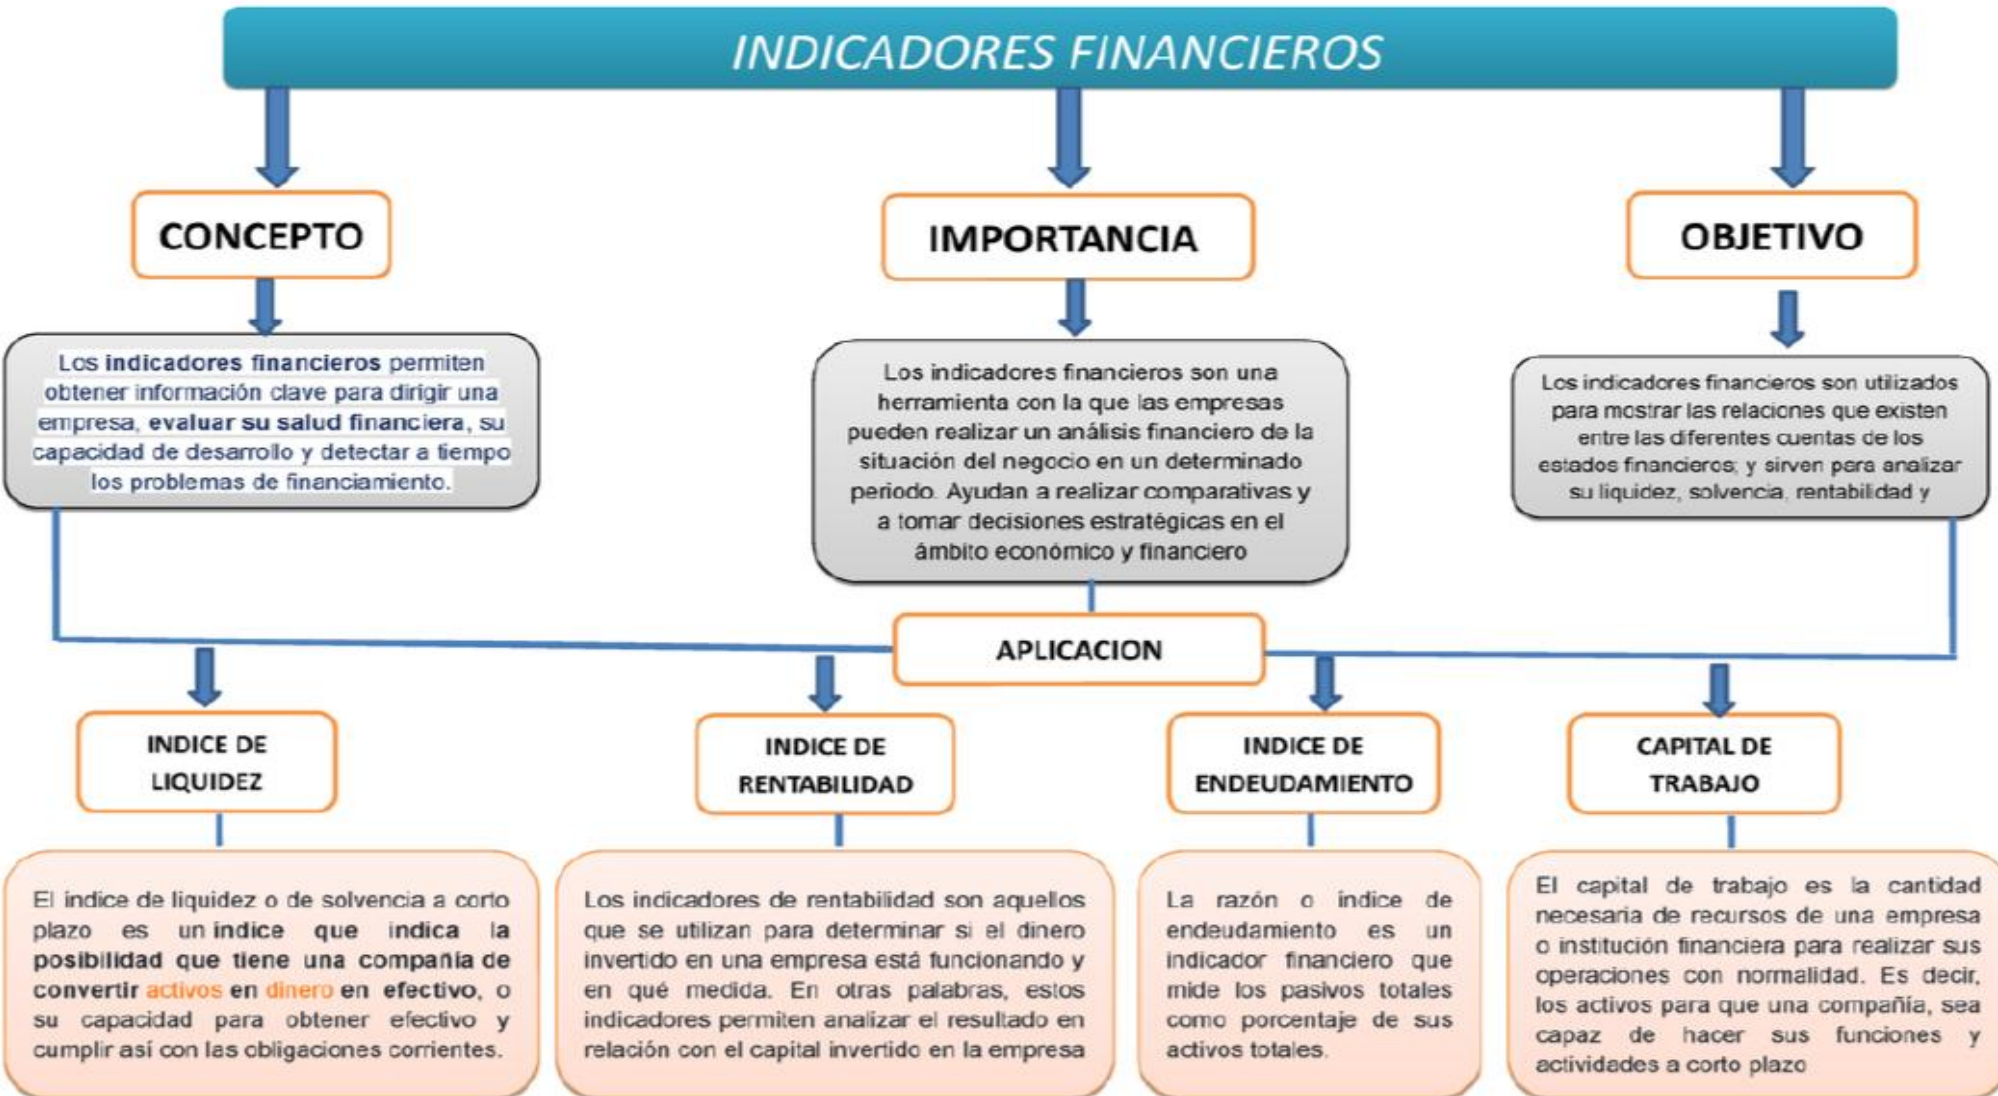 INDICADORES FINANCIEROS
CONCEPTO
IMPORTANCIA
OBJETIVO
Los indicadores financieros permiten
obtener información clave para dirigir una
empresa, evaluar su salud financiera, su
capacidad de desarrollo y detectar a tiempo
los problemas de financiamiento.
Los indicadores financieros son una
herramienta con la que las empresas
pueden realizar un análisis financiero de la
situación del negocio en un determinado
periodo. Ayudan a realizar comparativas y
a tomar decisiones estratégicas en el
ámbito económico y financiero
Los indicadores financieros son utilizados
para mostrar las relaciones que existen
entre las diferentes cuentas de los
estados financieros; y sirven para analizar
su liquidez, solvencia, rentabilidad y
APLICACION
INDICE DE
LIQUIDEZ
INDICE DE
RENTABILIDAD
INDICE DE
ENDEUDAMIENTO
CAPITAL DE
TRABAJO
El índice de liquidez o de solvencia a corto
plazo es un índice que indica la
posibilidad que tiene una compañía de
convertir activos en dinero en efectivo, o
su capacidad para obtener efectivo y
cumplir así con las obligaciones corrientes.
Los indicadores de rentabilidad son aquellos
que se utilizan para determinar si el dinero
invertido en una empresa está funcionando y
en qué medida. En otras palabras, estos
indicadores permiten analizar el resultado en
relación con el capital invertido en la empresa
La razón o índice de
endeudamiento es un
indicador financiero que
mide los pasivos totales
como porcentaje de sus
activos totales.
El capital de trabajo es la cantidad
necesaria de recursos de una empresa
o institución financiera para realizar sus
operaciones con normalidad. Es decir,
los activos para que una compañía, sea
capaz de hacer sus funciones y
actividades a corto plazo